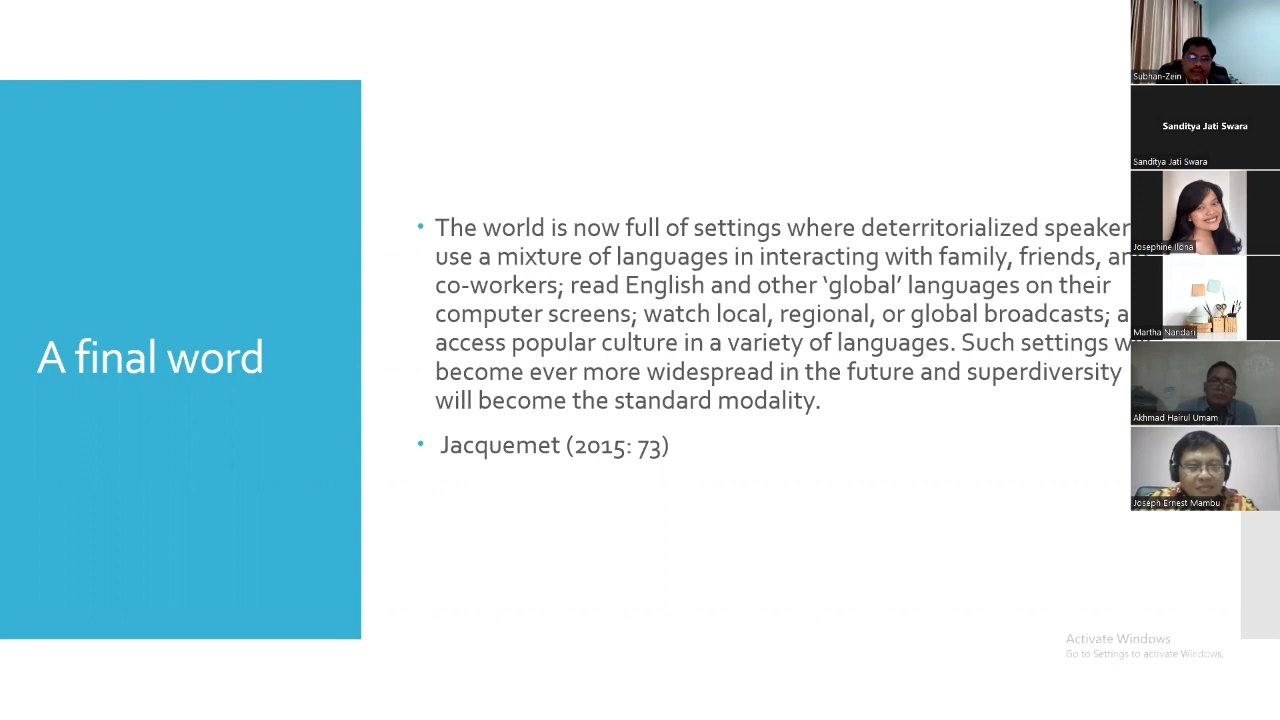 A final word
• The world is now full of settings where deterritorialized speaker
use a mixture of languages in interacting with family, friends,
co-workers; read English and other ‘global’ languages on their
computer screens; watch local, regional, or global broadcasts;
access popular culture in a variety of languages. Such settings
become ever more widespread in the future and superdiversity
will become the standard modality.
• Jacquemet (2015: 73)
Subhan-Zein
Sanditya Jati Swara
Sanditya Jati Swara
Josephine Ilona
Martha Nandari
Akhmad Hairul Umam
Joseph Ernest Mambu
Activate Windows
Go to Settings to activate Windows.